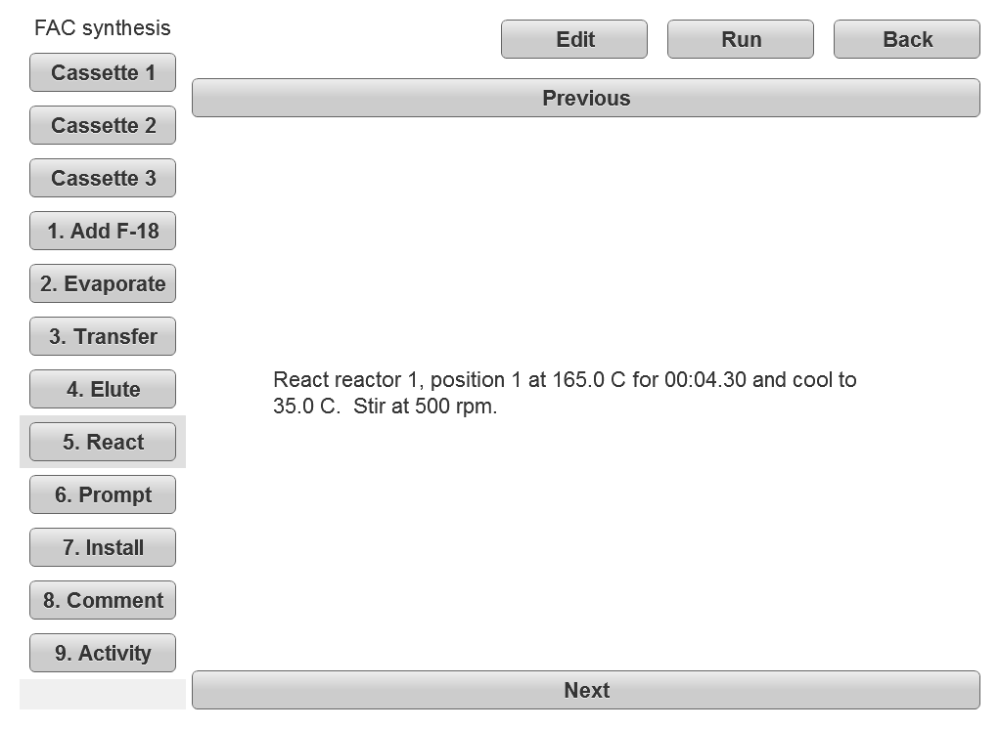 FAC synthesis
Edit
Run
Back
Cassette 1
Cassette 2
Cassette 3
1. Add F-18
2. Evaporate
3. Transfer
4. Elute
5. React
6. Prompt
7. Install
8. Comment
9. Activity
Previous
React reactor 1, position 1 at 165.0 C for 00:04.30 and cool to
35.0 C.  Stir at 500 rpm.
Next